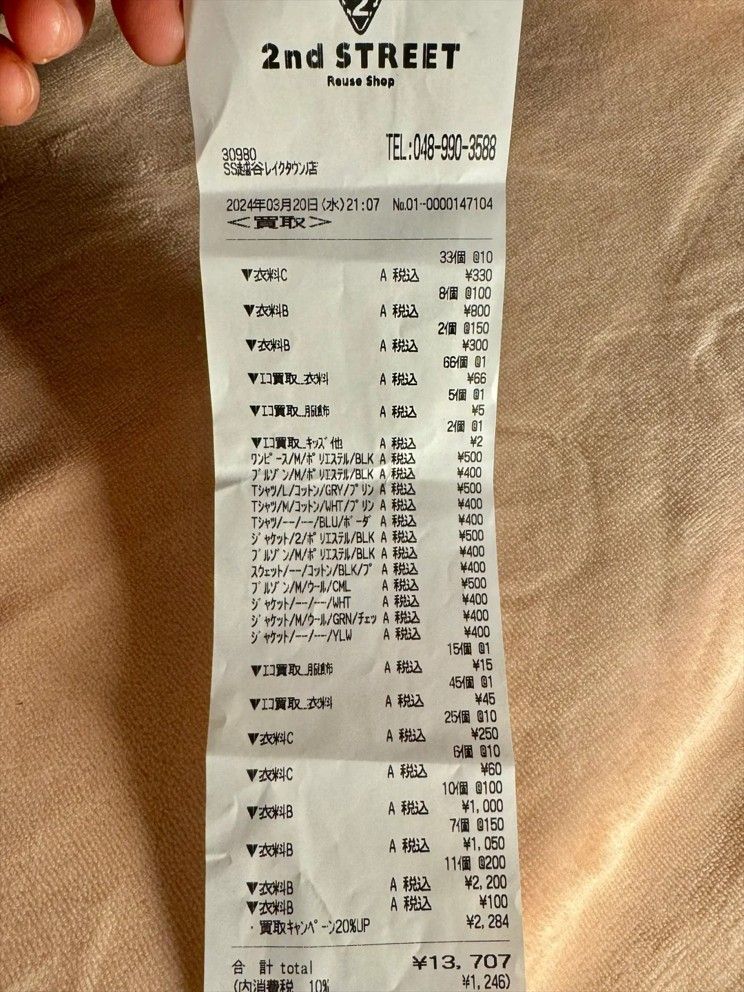 2
2nd STREET
Reuse Shop
30980 TEL:048-990-3588
SS越谷レイクタウン店
2024年03月20日(水)21:07 No.01-0000147104
<買取>
33個 @10
▼衣料C A 税込 ¥330
8個 @100
▼衣料B A 税込 ¥800
2個 @150
▼衣料B A 税込 ¥300
66個 @1
▼エコ買取_衣料 A 税込 ¥66
5個 @1
▼エコ買取_服飾 A 税込 ¥5
2個 @1
▼エコ買取_キッズ他 A 税込 ¥2
ワンピース/M/ポリエステル/BLK A 税込 ¥500
ブルゾン/M/ポリエステル/BLK A 税込 ¥400
Tシャツ/L/コットン/GRY/プリン A 税込 ¥500
Tシャツ/M/コットン/WHT/プリン A 税込 ¥400
Tシャツ/--/--/BLU/ボーダ A 税込 ¥400
ジャケット/2/ポリエステル/BLK A 税込 ¥500
ブルゾン/M/ポリエステル/BLK A 税込 ¥400
スウェット/--/コットン/BLK/プ A 税込 ¥400
ブルゾン/M/ウール/CML A 税込 ¥500
ジャケット/--/--/WHT A 税込 ¥400
ジャケット/M/ウール/GRN/チェッ A 税込 ¥400
ジャケット/--/--/YLW A 税込 ¥400
15個 @1
▼エコ買取_服飾 A 税込 ¥15
45個 @1
▼エコ買取_衣料 A 税込 ¥45
25個 @10
▼衣料C A 税込 ¥250
6個 @10
▼衣料C A 税込 ¥60
10個 @100
▼衣料B A 税込 ¥1,000
7個 @150
▼衣料B A 税込 ¥1,050
11個 @200
▼衣料B A 税込 ¥2,200
▼衣料B A 税込 ¥100
・買取キャンペーン20%UP ¥2,284
合 計 total ¥13,707
(内消費税 10% ¥1,246)